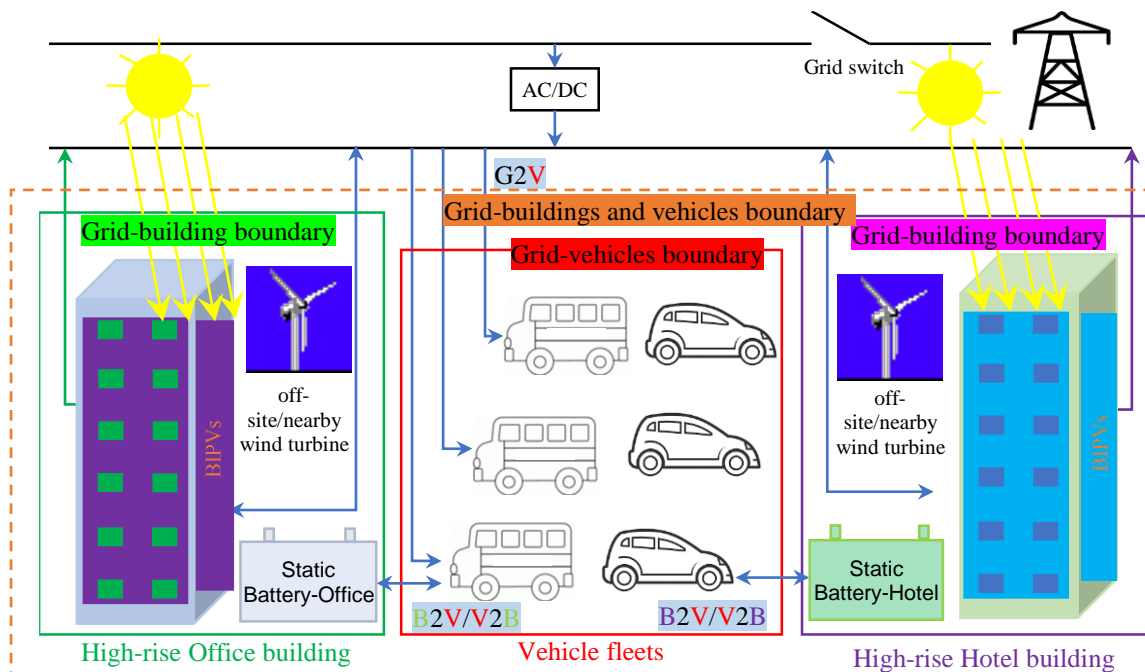 Grid switch
AC/DC
G2V
Grid-buildings and vehicles boundary
Grid-building boundary
Grid-vehicles boundary
Grid-building boundary
off-
site/nearby
wind turbine
BIPVs
off-
site/nearby
wind turbine
BIPVs
Static
Battery-Office
Static
Battery-Hotel
B2V/V2B
B2V/V2B
High-rise Office building
Vehicle fleets
High-rise Hotel building